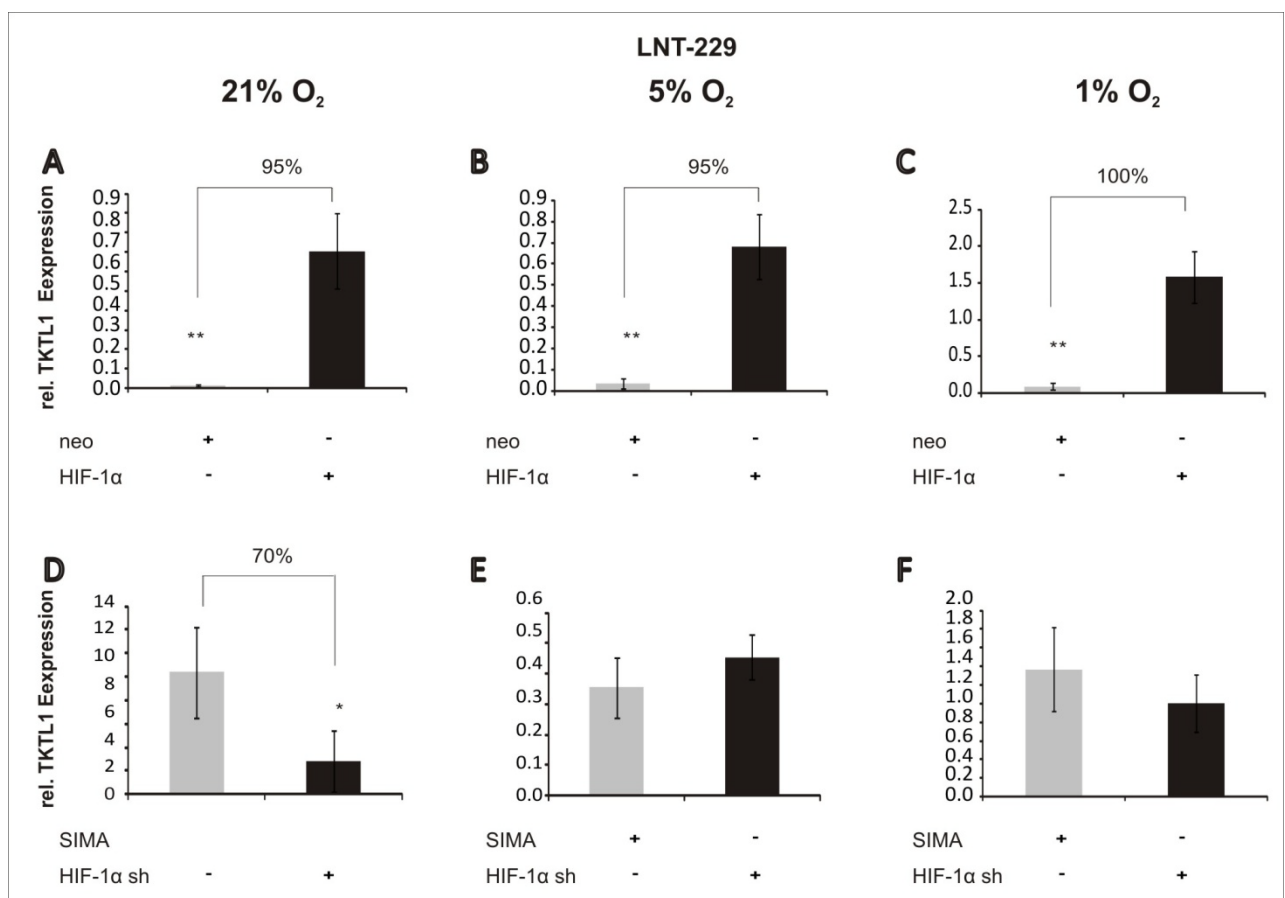 LNT-229
21% O₂
5% O₂
1% O₂
A
95%
rel. TKTL1 Eexpression
0.9
0.8
0.7
0.6
0.5
0.4
0.3
0.2
0.1
0.0
**
neo + -
HIF-1α - +
B
95%
0.9
0.8
0.7
0.6
0.5
0.4
0.3
0.2
0.1
0.0
**
neo + -
HIF-1α - +
C
100%
2.5
2.0
1.5
1.0
0.5
0.0
**
neo + -
HIF-1α - +
D
70%
rel. TKTL1 Eexpression
14
12
10
8
6
4
2
0
*
SIMA
HIF-1α sh - +
E
0.6
0.5
0.4
0.3
0.2
0.1
0.0
SIMA + -
HIF-1α sh - +
F
2.0
1.8
1.6
1.4
1.2
1.0
0.8
0.6
0.4
0.2
0.0
SIMA + -
HIF-1α sh - +